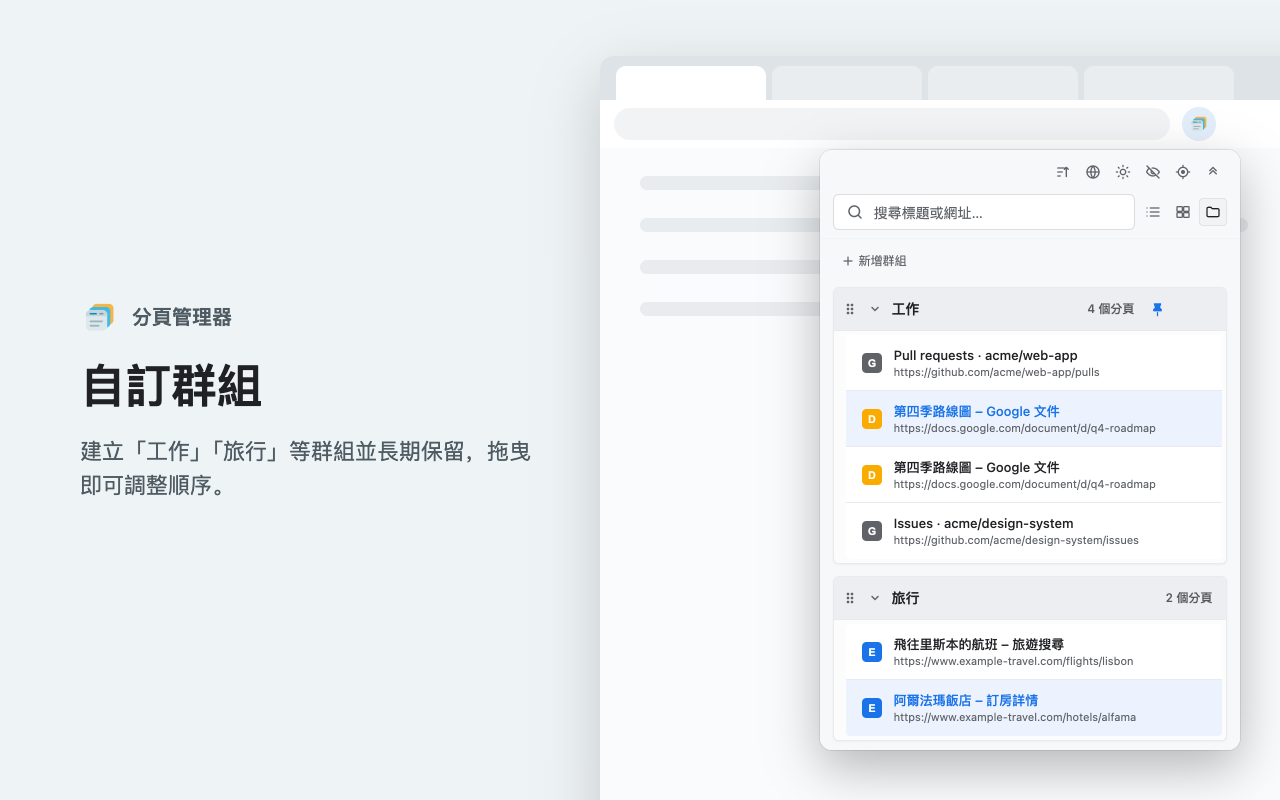 分頁管理器
自訂群組
建立「工作」「旅行」等群組並長期保留，拖曳
即可調整順序。
搜尋標題或網址...
新增群組
工作
4 個分頁
G
Pull requests · acme/web-app
https://github.com/acme/web-app/pulls
D
第四季路線圖 – Google 文件
https://docs.google.com/document/d/q4-roadmap
D
第四季路線圖 – Google 文件
https://docs.google.com/document/d/q4-roadmap
G
Issues · acme/design-system
https://github.com/acme/design-system/issues
旅行
2 個分頁
E
飛往里斯本的航班 – 旅遊搜尋
https://www.example-travel.com/flights/lisbon
E
阿爾法瑪飯店 – 訂房詳情
https://www.example-travel.com/hotels/alfama